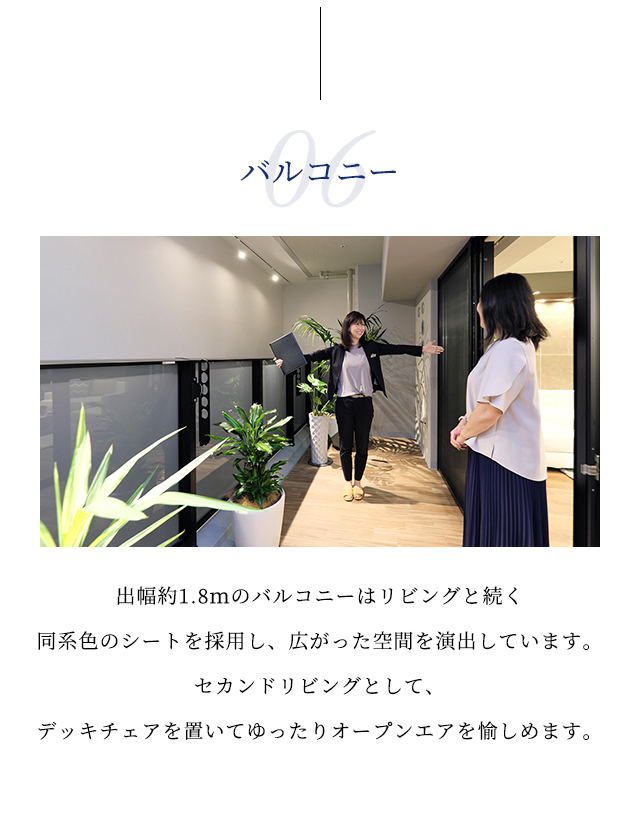 06
バルコニー
出幅約1.8mのバルコニーはリビングと続く
同系色のシートを採用し、広がった空間を演出しています。
セカンドリビングとして、
デッキチェアを置いてゆったりオープンエアを愉しめます。